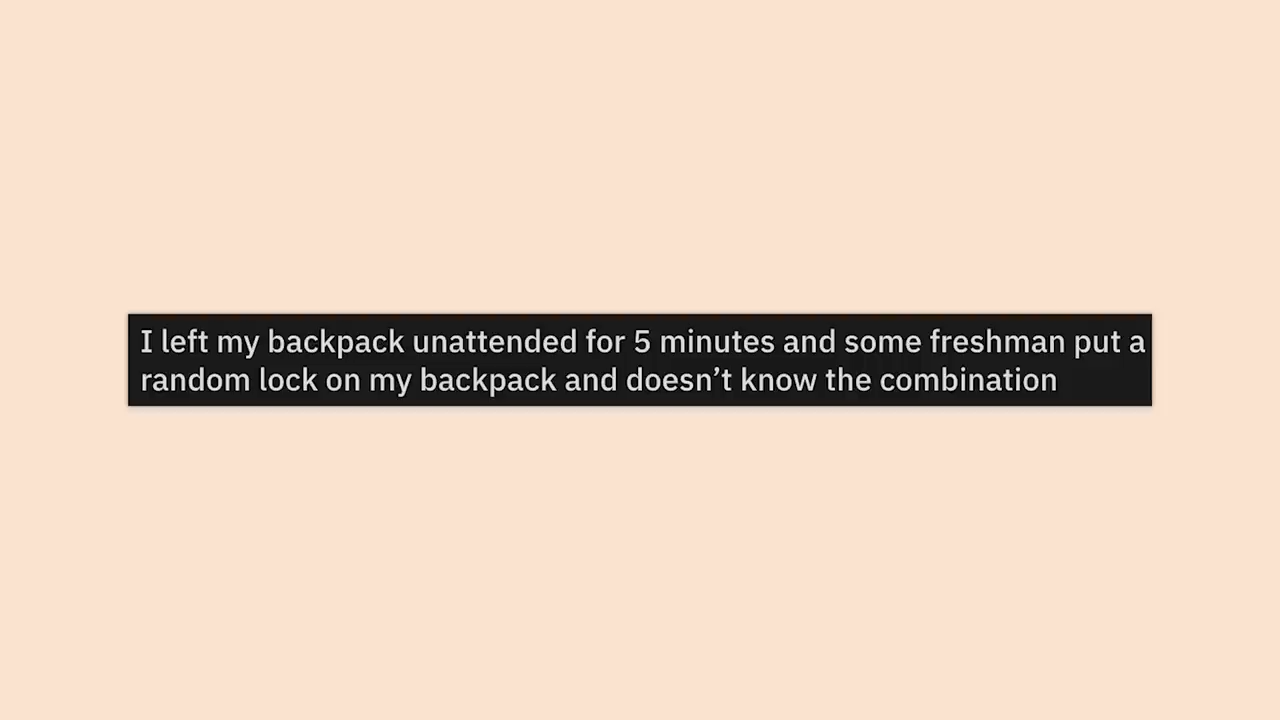 I left my backpack unattended for 5 minutes and some freshman put a
random lock on my backpack and doesn’t know the combination